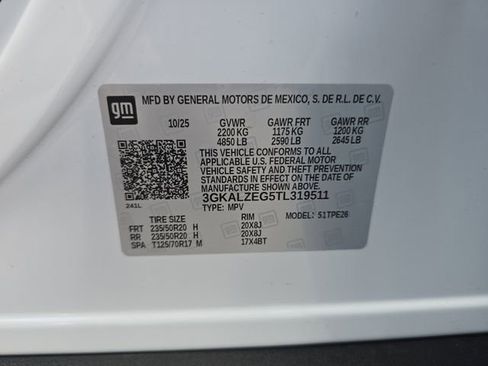 gm
MFD BY GENERAL MOTORS DE MEXICO, S. DE R.L. DE C.V.
10/25 GVWR GAWR FRT GAWR RR
2200 KG 1175 KG 1200 KG
4850 LB 2590 LB 2645 LB
THIS VEHICLE CONFORMS TO ALL
APPLICABLE U.S. FEDERAL MOTOR
VEHICLE SAFETY AND THEFT
PREVENTION STANDARDS IN EFFECT ON
THE DATE OF MANUFACTURE SHOWN ABOVE.
3GKALZEG5TL319511
241L TYPE: MPV MODEL: 51TPE26
TIRE SIZE RIM
FRT 235/50R20 H 20X8J
RR 235/50R20 H 20X8J
SPA T125/70R17 M 17X4BT